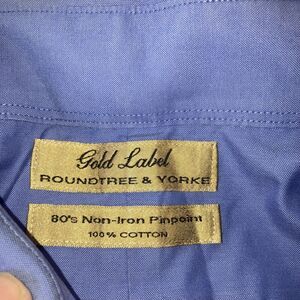 Gold Label
ROUNDTREE & YORKE
80's Non-Iron Pinpoint
100% COTTON